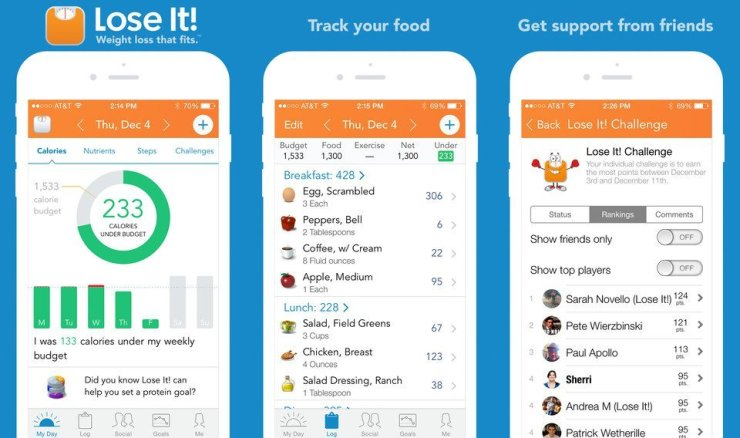 Lose It!
Weight loss that fits.™
Track your food
Get support from friends
AT&T 2:14 PM 70%
Thu, Dec 4 +
Calories Nutrients Steps Challenges
1,533
calorie
budget
233
CALORIES
UNDER BUDGET
M Tu W Th F Sa Su
I was 133 calories under my weekly
budget
Did you know Lose It! can
help you set a protein goal?
My Day Log Social Goals Me
AT&T 2:15 PM 69%
Edit Thu, Dec 4 +
Budget Food Exercise Net Under
1,533 1,300 — 1,300 233
Breakfast: 428 >
Egg, Scrambled 306 >
3 Each
Peppers, Bell 6 >
2 Tablespoons
Coffee, w/ Cream 22 >
8 Fluid ounces
Apple, Medium 95 >
1 Each
Lunch: 228 >
Salad, Field Greens 67 >
3 Cups
Chicken, Breast 123 >
4 Ounces
Salad Dressing, Ranch 38 >
1 Tablespoon
My Day Log Social Goals Me
AT&T 2:26 PM 69%
Back Lose It! Challenge
Lose It! Challenge
Your individual challenge is to earn
the most points between December
3rd and December 11th.
Status Rankings Comments
Show friends only OFF
Show top players OFF
1 Sarah Novello (Lose It!) 124 pts. >
2 Pete Wierzbinski 121 pts. >
3 Paul Apollo 113 pts. >
4 Sherri 95 pts. >
4 Andrea M (Lose It!) 95 pts. >
4 Patrick Wetherille 95 >